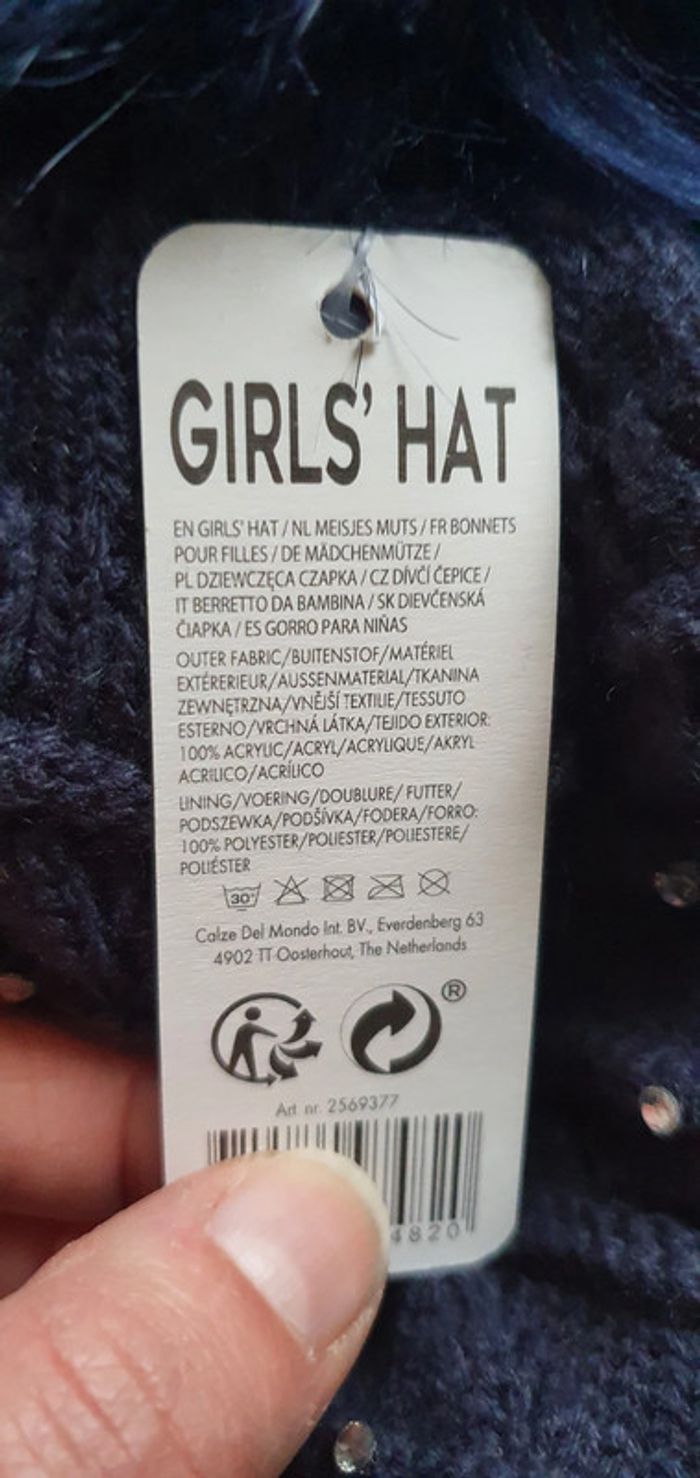 GIRLS' HAT
EN GIRLS' HAT / NL MEISJES MUTS / FR BONNETS
POUR FILLES / DE MÄDCHENMÜTZE /
PL DZIEWCZĘCA CZAPKA / CZ DÍVČÍ ČEPICE /
IT BERRETTO DA BAMBINA / SK DIEVČENSKÁ
ČIAPKA / ES GORRO PARA NIÑAS
OUTER FABRIC/BUITENSTOF/MATÉRIEL
EXTÉRERIEUR/AUSSENMATERIAL/TKANINA
ZEWNĘTRZNA/VNĚJŠÍ TEXTILIE/TESSUTO
ESTERNO/VRCHNÁ LÁTKA/TEJIDO EXTERIOR:
100% ACRYLIC/ACRYL/ACRYLIQUE/AKRYL
ACRILICO/ACRÍLICO
LINING/VOERING/DOUBLURE/ FUTTER/
PODSZEWKA/PODŠÍVKA/FODERA/FORRO:
100% POLYESTER/POLIESTER/POLIESTERE/
POLIÉSTER
30°
Calze Del Mondo Int. BV., Everdenberg 63
4902 TT Oosterhout, The Netherlands
®
Art nr. 2569377
4820